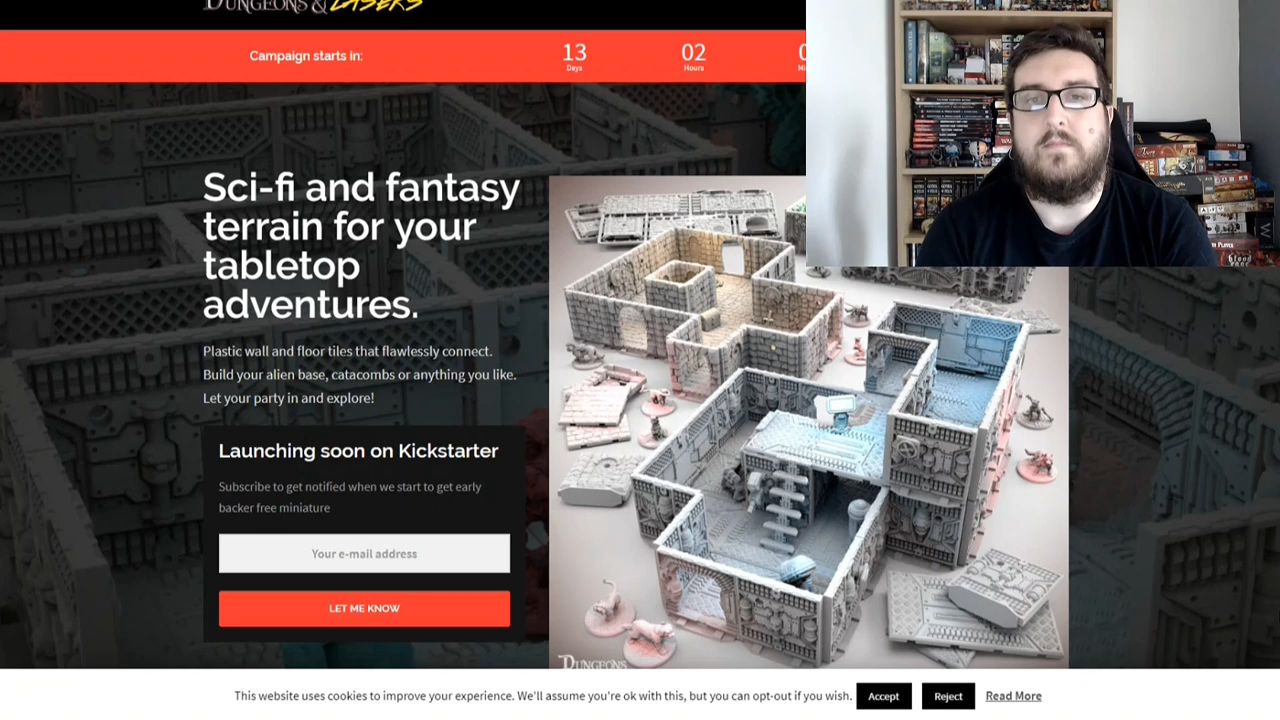 DUNGEONS & LASERS
Campaign starts in:
13
Days
02
Hours
Sci-fi and fantasy
terrain for your
tabletop
adventures.
Plastic wall and floor tiles that flawlessly connect.
Build your alien base, catacombs or anything you like.
Let your party in and explore!
Launching soon on Kickstarter
Subscribe to get notified when we start to get early
backer free miniature
Your e-mail address
LET ME KNOW
DUNGEONS
This website uses cookies to improve your experience. We'll assume you're ok with this, but you can opt-out if you wish. Accept Reject Read More